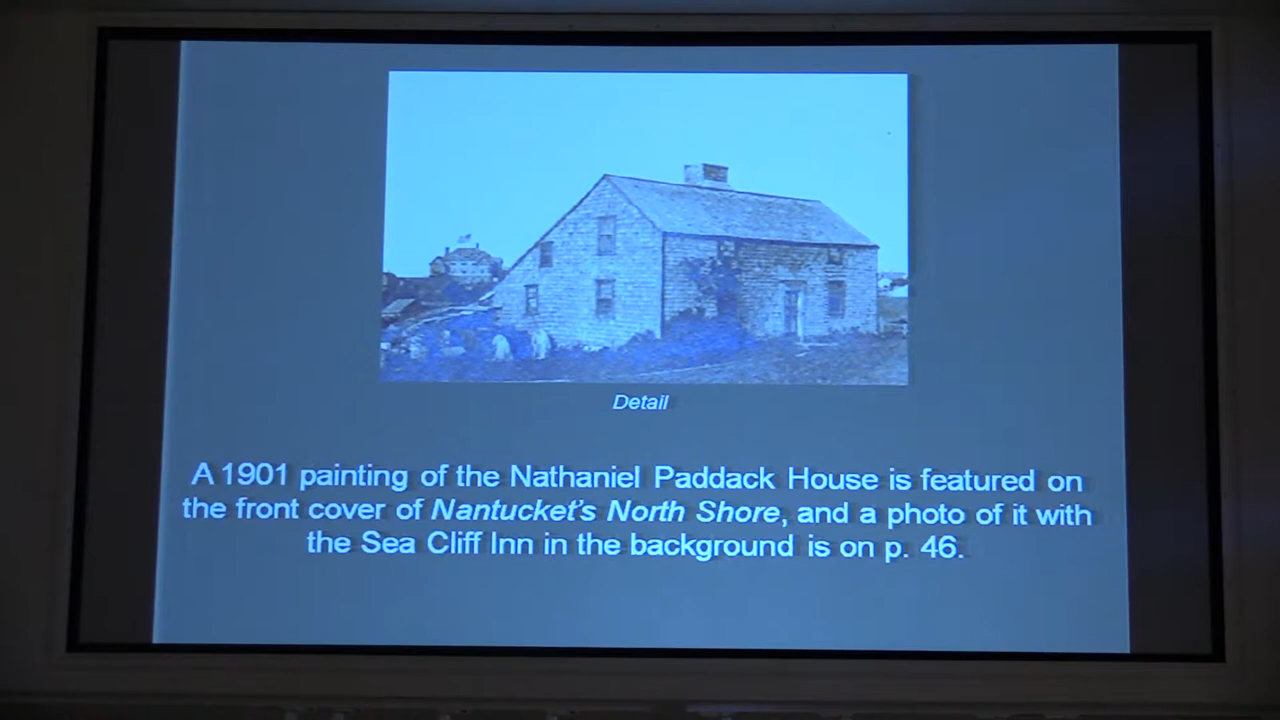 Detail
A 1901 painting of the Nathaniel Paddack House is featured on
the front cover of Nantucket's North Shore, and a photo of it with
the Sea Cliff Inn in the background is on p. 46.